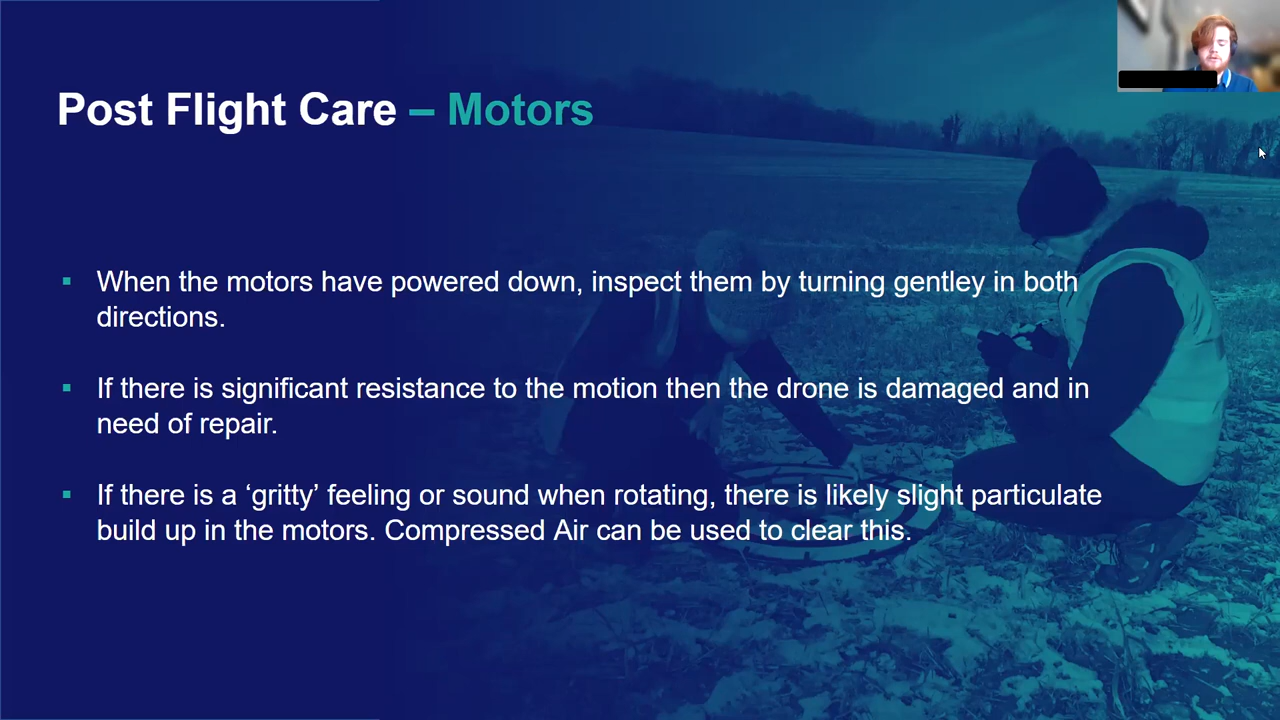 Post Flight Care – Motors
▪ When the motors have powered down, inspect them by turning gentley in both
directions.
▪ If there is significant resistance to the motion then the drone is damaged and in
need of repair.
▪ If there is a ‘gritty’ feeling or sound when rotating, there is likely slight particulate
build up in the motors. Compressed Air can be used to clear this.